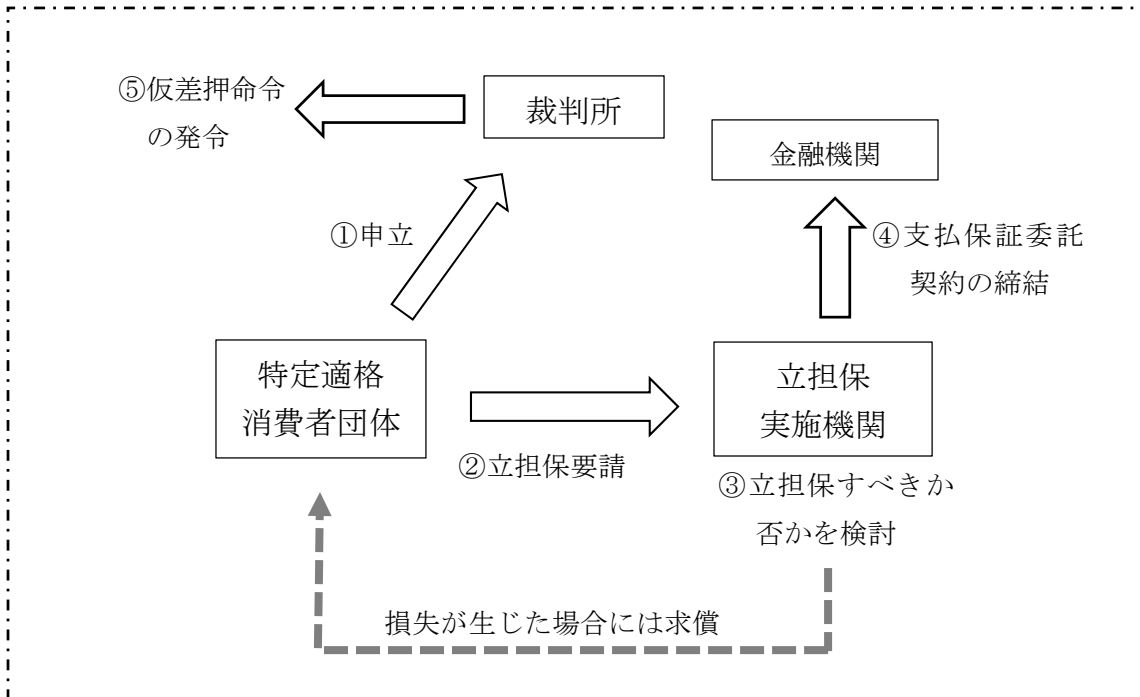 ⑤仮差押命令
の発令
裁判所
金融機関
①申立
④支払保証委託
契約の締結
特定適格
消費者団体
立担保
実施機関
②立担保要請
③立担保すべきか
否かを検討
損失が生じた場合には求償